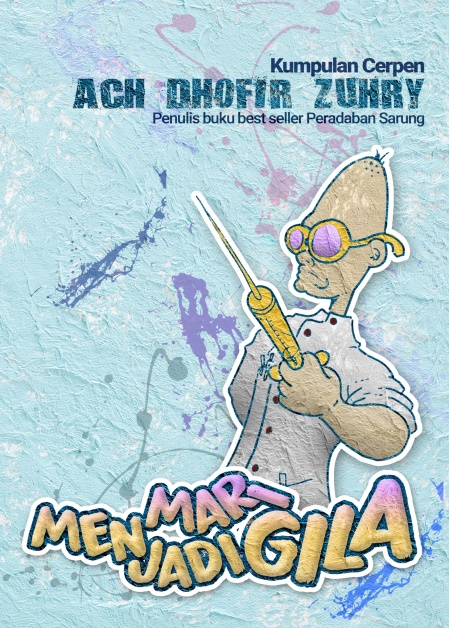 Kumpulan Cerpen
ACH DHOFIR ZUHRY
Penulis buku best seller Peradaban Sarung
MARI-
MENJADI GILA